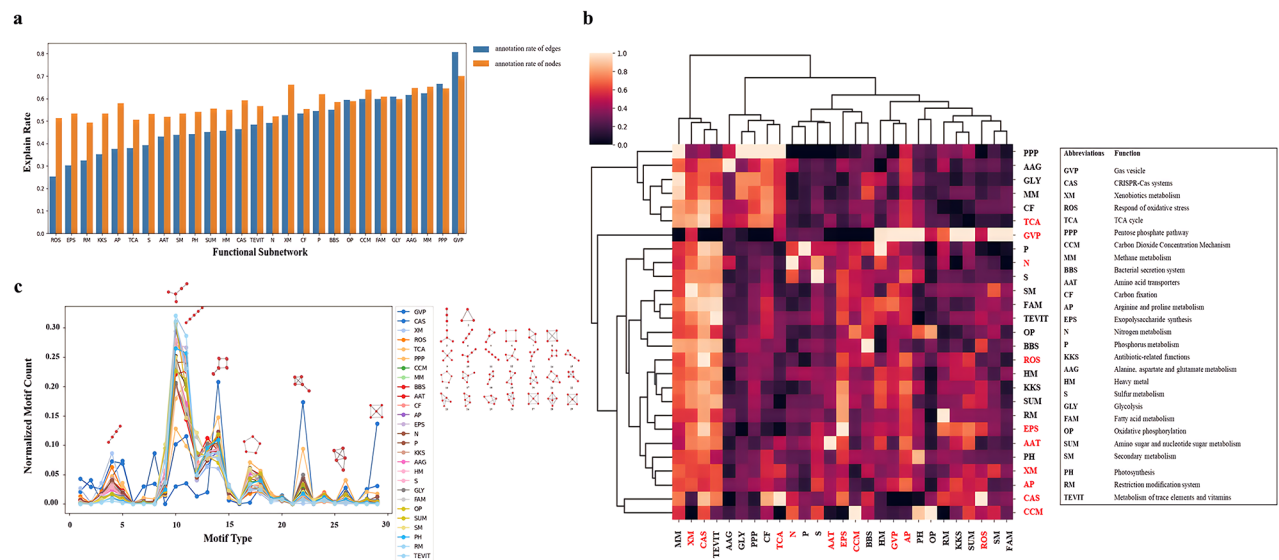 a
0.8
0.7
0.6
0.5
0.4
0.3
0.2
0.1
0.0
Explain Rate
annotation rate of edges
annotation rate of nodes
ROS EPS RM KKS AP TCA S AAT SM PH SUM HM CAS TEVIT N XM CF P BBS OP CCM FAM GLY AAG MM PPP GVP
Functional Subnetwork
b
1.0
0.8
0.6
0.4
0.2
0.0
PPP
AAG
GLY
MM
CF
TCA
GVP
P
N
S
SM
FAM
TEVIT
OP
BBS
ROS
HM
KKS
SUM
RM
EPS
AAT
PH
XM
AP
CAS
CCM
MM XM CAS TEVIT AAG GLY PPP CF TCA N P S AAT EPS CCM BBS HM GVP AP PH OP RM KKS SUM ROS SM FAM
Abbreviations Function
GVP Gas vesicle
CAS CRISPR-Cas systems
XM Xenobiotics metabolism
ROS Respond of oxidative stress
TCA TCA cycle
PPP Pentose phosphate pathway
CCM Carbon Dioxide Concentration Mechanism
MM Methane metabolism
BBS Bacterial secretion system
AAT Amino acid transporters
CF Carbon fixation
AP Arginine and proline metabolism
EPS Exopolysaccharide synthesis
N Nitrogen metabolism
P Phosphorus metabolism
KKS Antibiotic-related functions
AAG Alanine, aspartate and glutamate metabolism
HM Heavy metal
S Sulfur metabolism
GLY Glycolysis
FAM Fatty acid metabolism
OP Oxidative phosphorylation
SUM Amino sugar and nucleotide sugar metabolism
SM Secondary metabolism
PH Photosynthesis
RM Restriction modification system
TEVIT Metabolism of trace elements and vitamins
c
0.30
0.25
0.20
0.15
0.10
0.05
0.00
Normalized Motif Count
0 5 10 15 20 25 30
Motif Type
GVP
CAS
XM
ROS
TCA
PPP
CCM
MM
BBS
AAT
CF
AP
EPS
N
P
KKS
AAG
HM
S
GLY
FAM
OP
SUM
SM
PH
RM
TEVIT